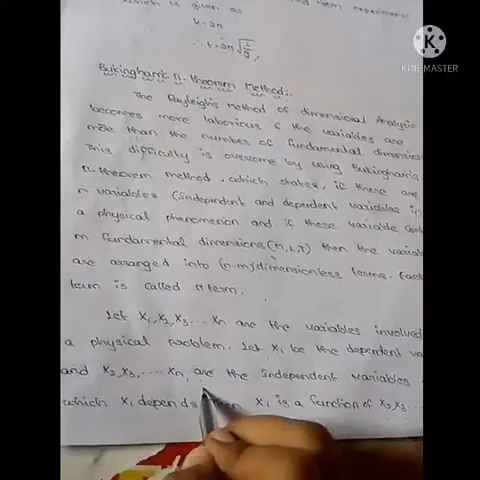 which is given as
k = 2π
∴ t = 2π √(L/g),
Bukingham's π-theorem Method:-
The Rayleigh's method of dimensional Analysis
becomes more laborious if the variables are
more than the number of fundamental
This difficulty is overcome by using Bukingham's
π-theorem method. which states, if there are
n variables (independent and dependent variables in
a physical phenomenon and if these variable
m fundamental dimensions (M, L, T) then the
are arranged into (n-m) dimensionless terms. Each
term is called π term.
Let X1, X2, X3.... Xn are the variables involved
a physical problem. Let X1 be the dependent
and X2, X3, .... Xn, are the independent variables
which X1 depends X1 is a function of X2, X3..
KINEMASTER